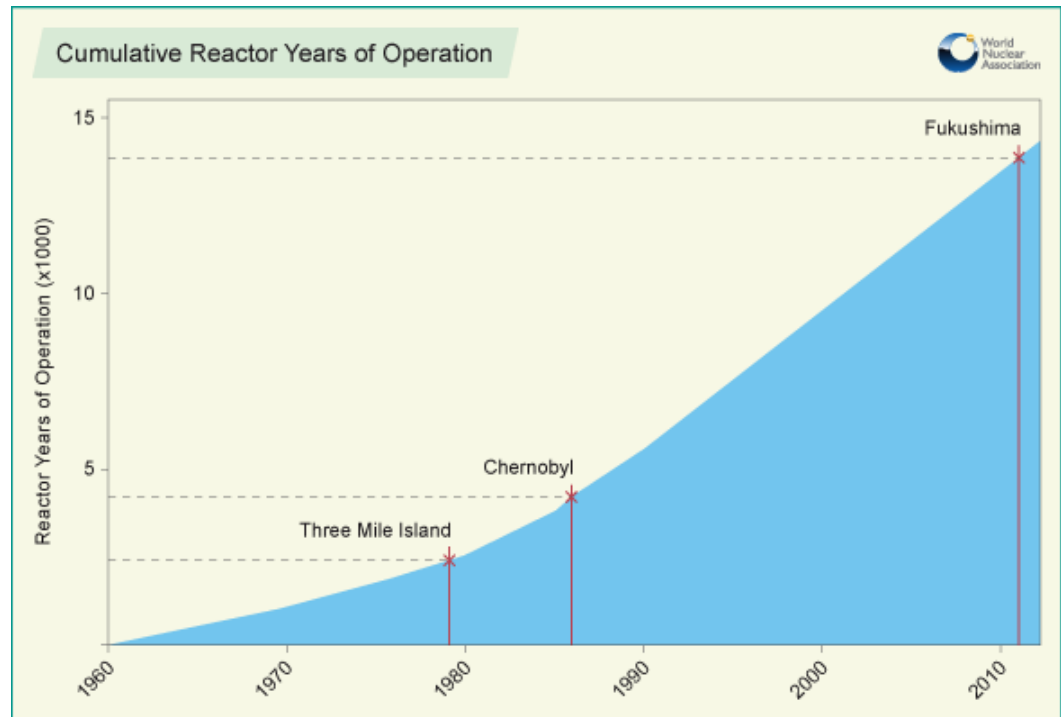 Cumulative Reactor Years of Operation
World
Nuclear
Association
15
Fukushima
10
Reactor Years of Operation (x1000)
5
Chernobyl
Three Mile Island
1960
1970
1980
1990
2000
2010